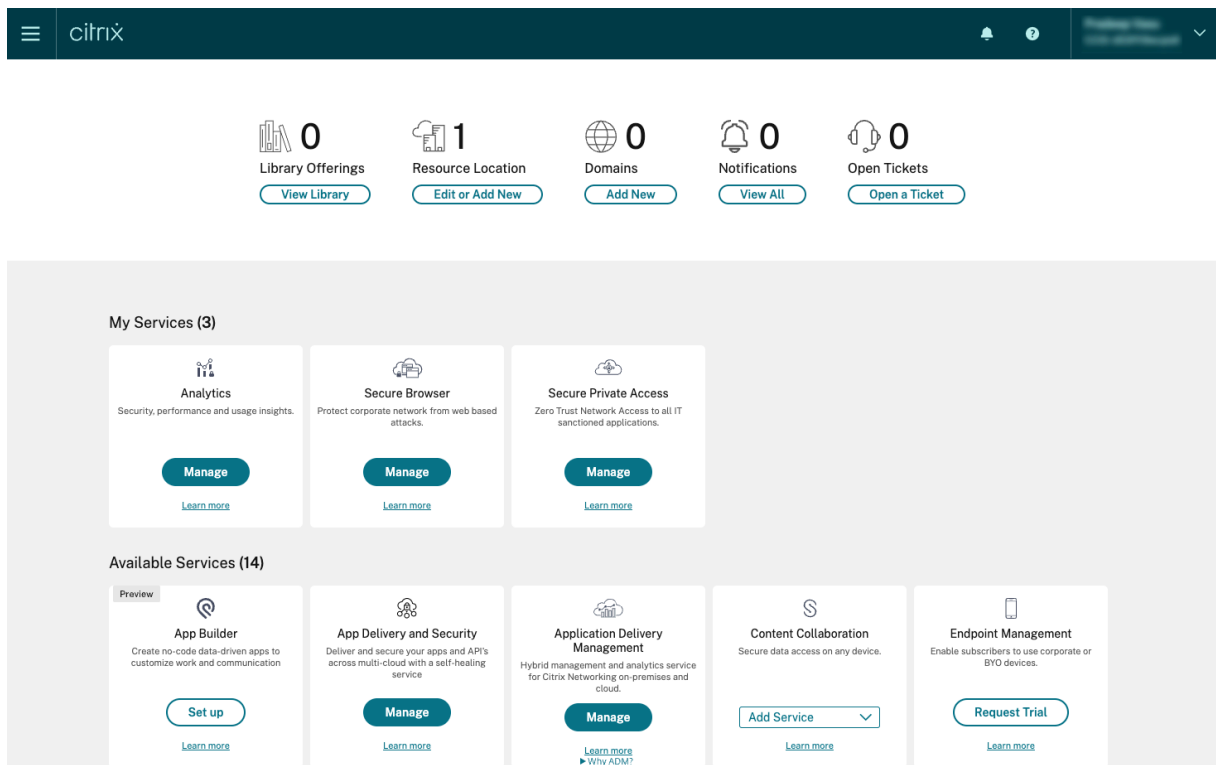 citrix
0
1
0
0
0
Library Offerings
Resource Location
Domains
Notifications
Open Tickets
View Library
Edit or Add New
Add New
View All
Open a Ticket
My Services (3)
Analytics
Security, performance and usage insights.
Manage
Learn more
Secure Browser
Protect corporate network from web based
attacks.
Manage
Learn more
Secure Private Access
Zero Trust Network Access to all IT
sanctioned applications.
Manage
Learn more
Available Services (14)
Preview
App Builder
Create no-code data-driven apps to
customize work and communication
Set up
Learn more
App Delivery and Security
Deliver and secure your apps and API's
across multi-cloud with a self-healing
service
Manage
Learn more
Application Delivery
Management
Hybrid management and analytics service
for Citrix Networking on-premises and
cloud.
Manage
Learn more
▶ Why ADM?
Content Collaboration
Secure data access on any device.
Add Service
Learn more
Endpoint Management
Enable subscribers to use corporate or
BYO devices.
Request Trial
Learn more